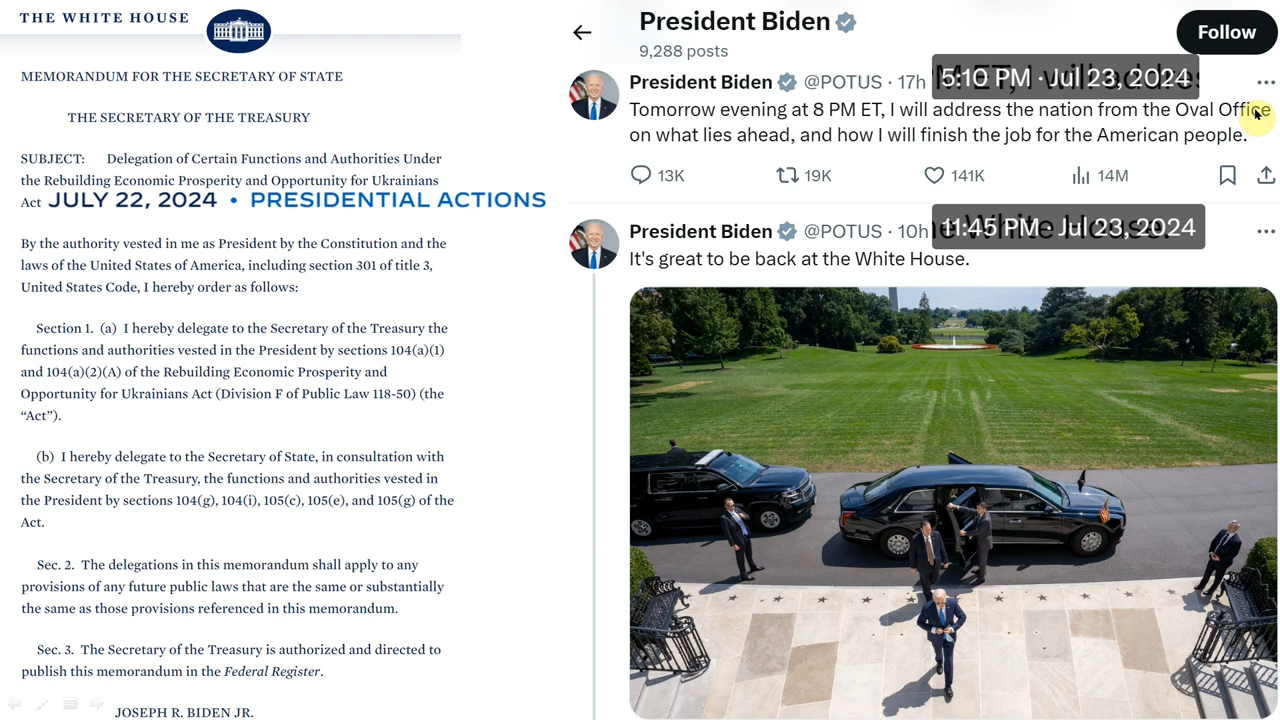 THE WHITE HOUSE
MEMORANDUM FOR THE SECRETARY OF STATE
THE SECRETARY OF THE TREASURY
SUBJECT: Delegation of Certain Functions and Authorities Under
the Rebuilding Economic Prosperity and Opportunity for Ukrainians
Act
JULY 22, 2024 • PRESIDENTIAL ACTIONS
By the authority vested in me as President by the Constitution and the
laws of the United States of America, including section 301 of title 3,
United States Code, I hereby order as follows:
Section 1. (a) I hereby delegate to the Secretary of the Treasury the
functions and authorities vested in the President by sections 104(a)(1)
and 104(a)(2)(A) of the Rebuilding Economic Prosperity and
Opportunity for Ukrainians Act (Division F of Public Law 118-50) (the
“Act”).
(b) I hereby delegate to the Secretary of State, in consultation with
the Secretary of the Treasury, the functions and authorities vested in
the President by sections 104(g), 104(i), 105(c), 105(e), and 105(g) of the
Act.
Sec. 2. The delegations in this memorandum shall apply to any
provisions of any future public laws that are the same or substantially
the same as those provisions referenced in this memorandum.
Sec. 3. The Secretary of the Treasury is authorized and directed to
publish this memorandum in the Federal Register.
JOSEPH R. BIDEN JR.
President Biden
9,288 posts
Follow
President Biden @POTUS · 17h
5:10 PM · Jul 23, 2024
Tomorrow evening at 8 PM ET, I will address the nation from the Oval Office
on what lies ahead, and how I will finish the job for the American people.
13K 19K 141K 14M
President Biden @POTUS · 10h
11:45 PM · Jul 23, 2024
It's great to be back at the White House.